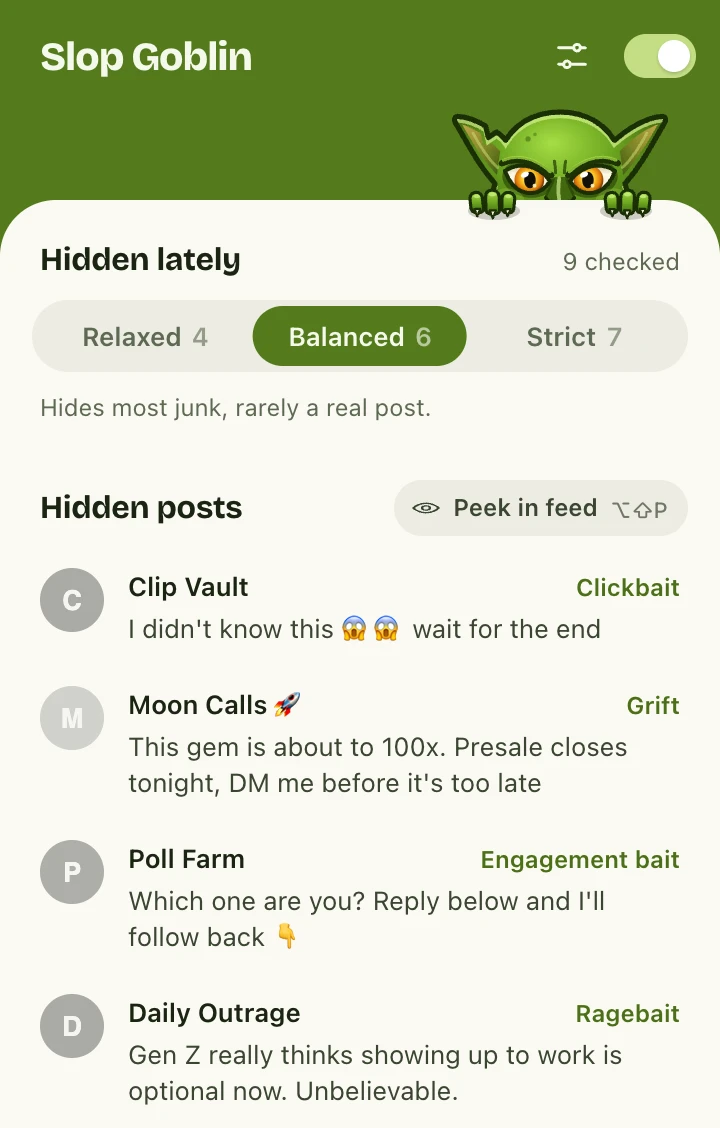 Slop Goblin
Hidden lately
9 checked
Relaxed 4
Balanced 6
Strict 7
Hides most junk, rarely a real post.
Hidden posts
Peek in feed ⌥⇧P
C
Clip Vault
Clickbait
I didn't know this 😱😱 wait for the end
M
Moon Calls 🚀
Grift
This gem is about to 100x. Presale closes
tonight, DM me before it's too late
P
Poll Farm
Engagement bait
Which one are you? Reply below and I'll
follow back 👇
D
Daily Outrage
Ragebait
Gen Z really thinks showing up to work is
optional now. Unbelievable.